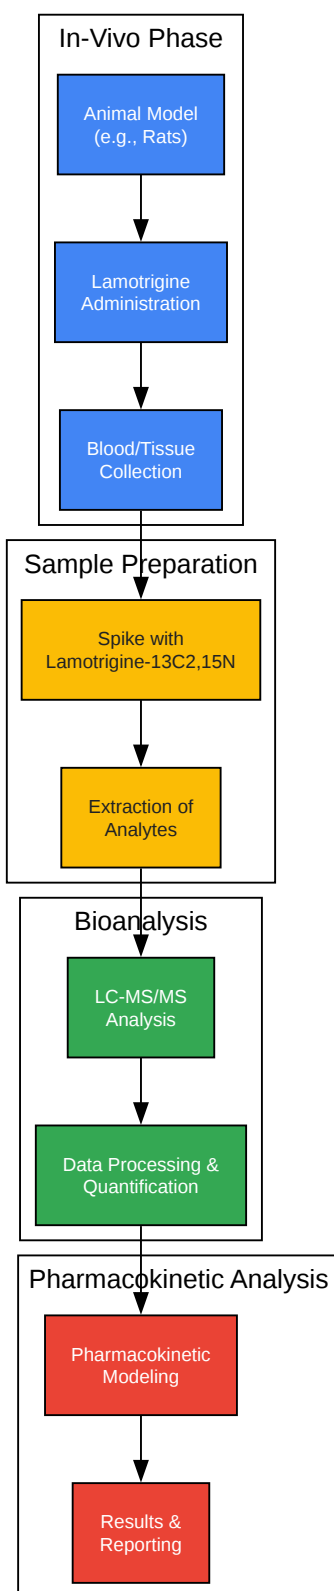 In-Vivo Phase
Animal Model
(e.g., Rats)
Lamotrigine
Administration
Blood/Tissue
Collection
Sample Preparation
Spike with
Lamotrigine-13C2,15N
Extraction of
Analytes
Bioanalysis
LC-MS/MS
Analysis
Data Processing &
Quantification
Pharmacokinetic Analysis
Pharmacokinetic
Modeling
Results &
Reporting